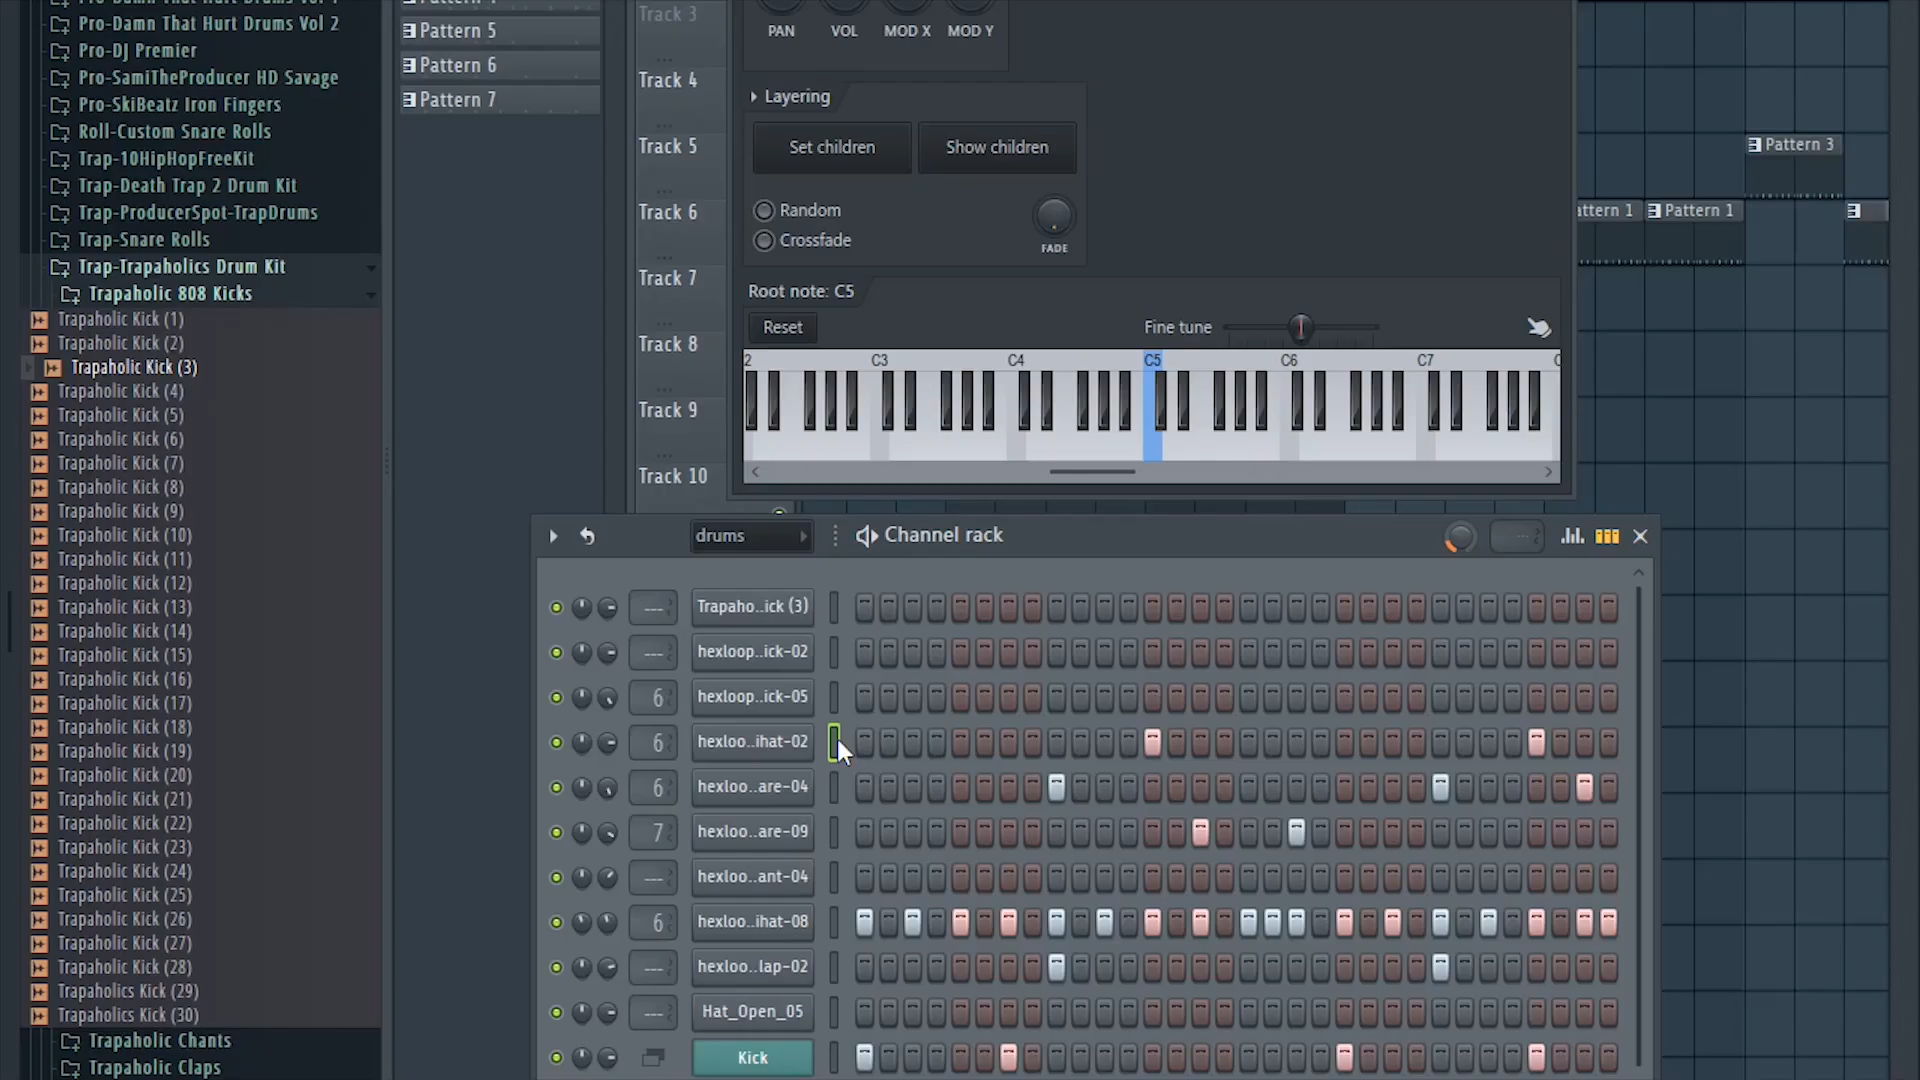 Pro-Damn That Hurt Drums Vol 2
Pro-DJ Premier
Pro-SamiTheProducer HD Savage
Pro-SkiBeatz Iron Fingers
Roll-Custom Snare Rolls
Trap-10HipHopFreeKit
Trap-Death Trap 2 Drum Kit
Trap-ProducerSpot-TrapDrums
Trap-Snare Rolls
Trap-Trapaholics Drum Kit
Trapaholic 808 Kicks
Trapaholic Kick (1)
Trapaholic Kick (2)
Trapaholic Kick (3)
Trapaholic Kick (4)
Trapaholic Kick (5)
Trapaholic Kick (6)
Trapaholic Kick (7)
Trapaholic Kick (8)
Trapaholic Kick (9)
Trapaholic Kick (10)
Trapaholic Kick (11)
Trapaholic Kick (12)
Trapaholic Kick (13)
Trapaholic Kick (14)
Trapaholic Kick (15)
Trapaholic Kick (16)
Trapaholic Kick (17)
Trapaholic Kick (18)
Trapaholic Kick (19)
Trapaholic Kick (20)
Trapaholic Kick (21)
Trapaholic Kick (22)
Trapaholic Kick (23)
Trapaholic Kick (24)
Trapaholic Kick (25)
Trapaholic Kick (26)
Trapaholic Kick (27)
Trapaholic Kick (28)
Trapaholics Kick (29)
Trapaholics Kick (30)
Trapaholic Chants
Trapaholic Claps
Pattern 5
Pattern 6
Pattern 7
Track 3
Track 4
Track 5
Track 6
Track 7
Track 8
Track 9
Track 10
PAN VOL MOD X MOD Y
Layering
Set children Show children
Random
Crossfade
FADE
Root note: C5
Reset Fine tune
2 C3 C4 C5 C6 C7 C
Pattern 3
attern 1 Pattern 1
drums Channel rack
--- Trapaho..ick (3)
--- hexloop..ick-02
6 hexloop..ick-05
6 hexloo..ihat-02
6 hexloo..are-04
7 hexloo..are-09
--- hexloo..ant-04
6 hexloo..ihat-08
--- hexloo..lap-02
--- Hat_Open_05
Kick